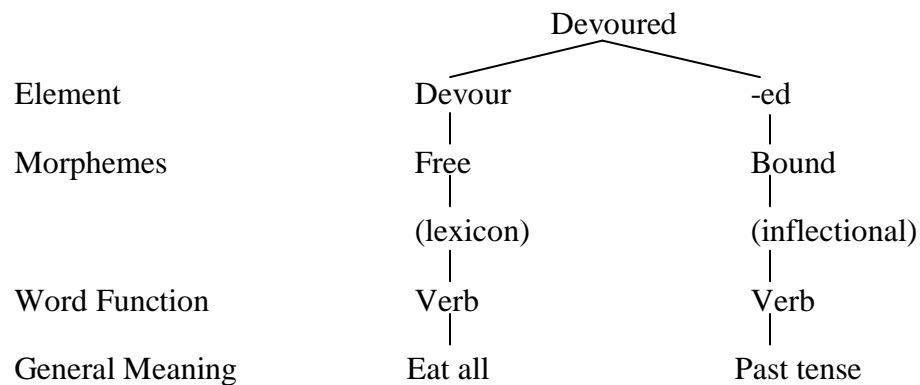 Devoured
Element Devour -ed
Morphemes Free Bound
(lexicon) (inflectional)
Word Function Verb Verb
General Meaning Eat all Past tense